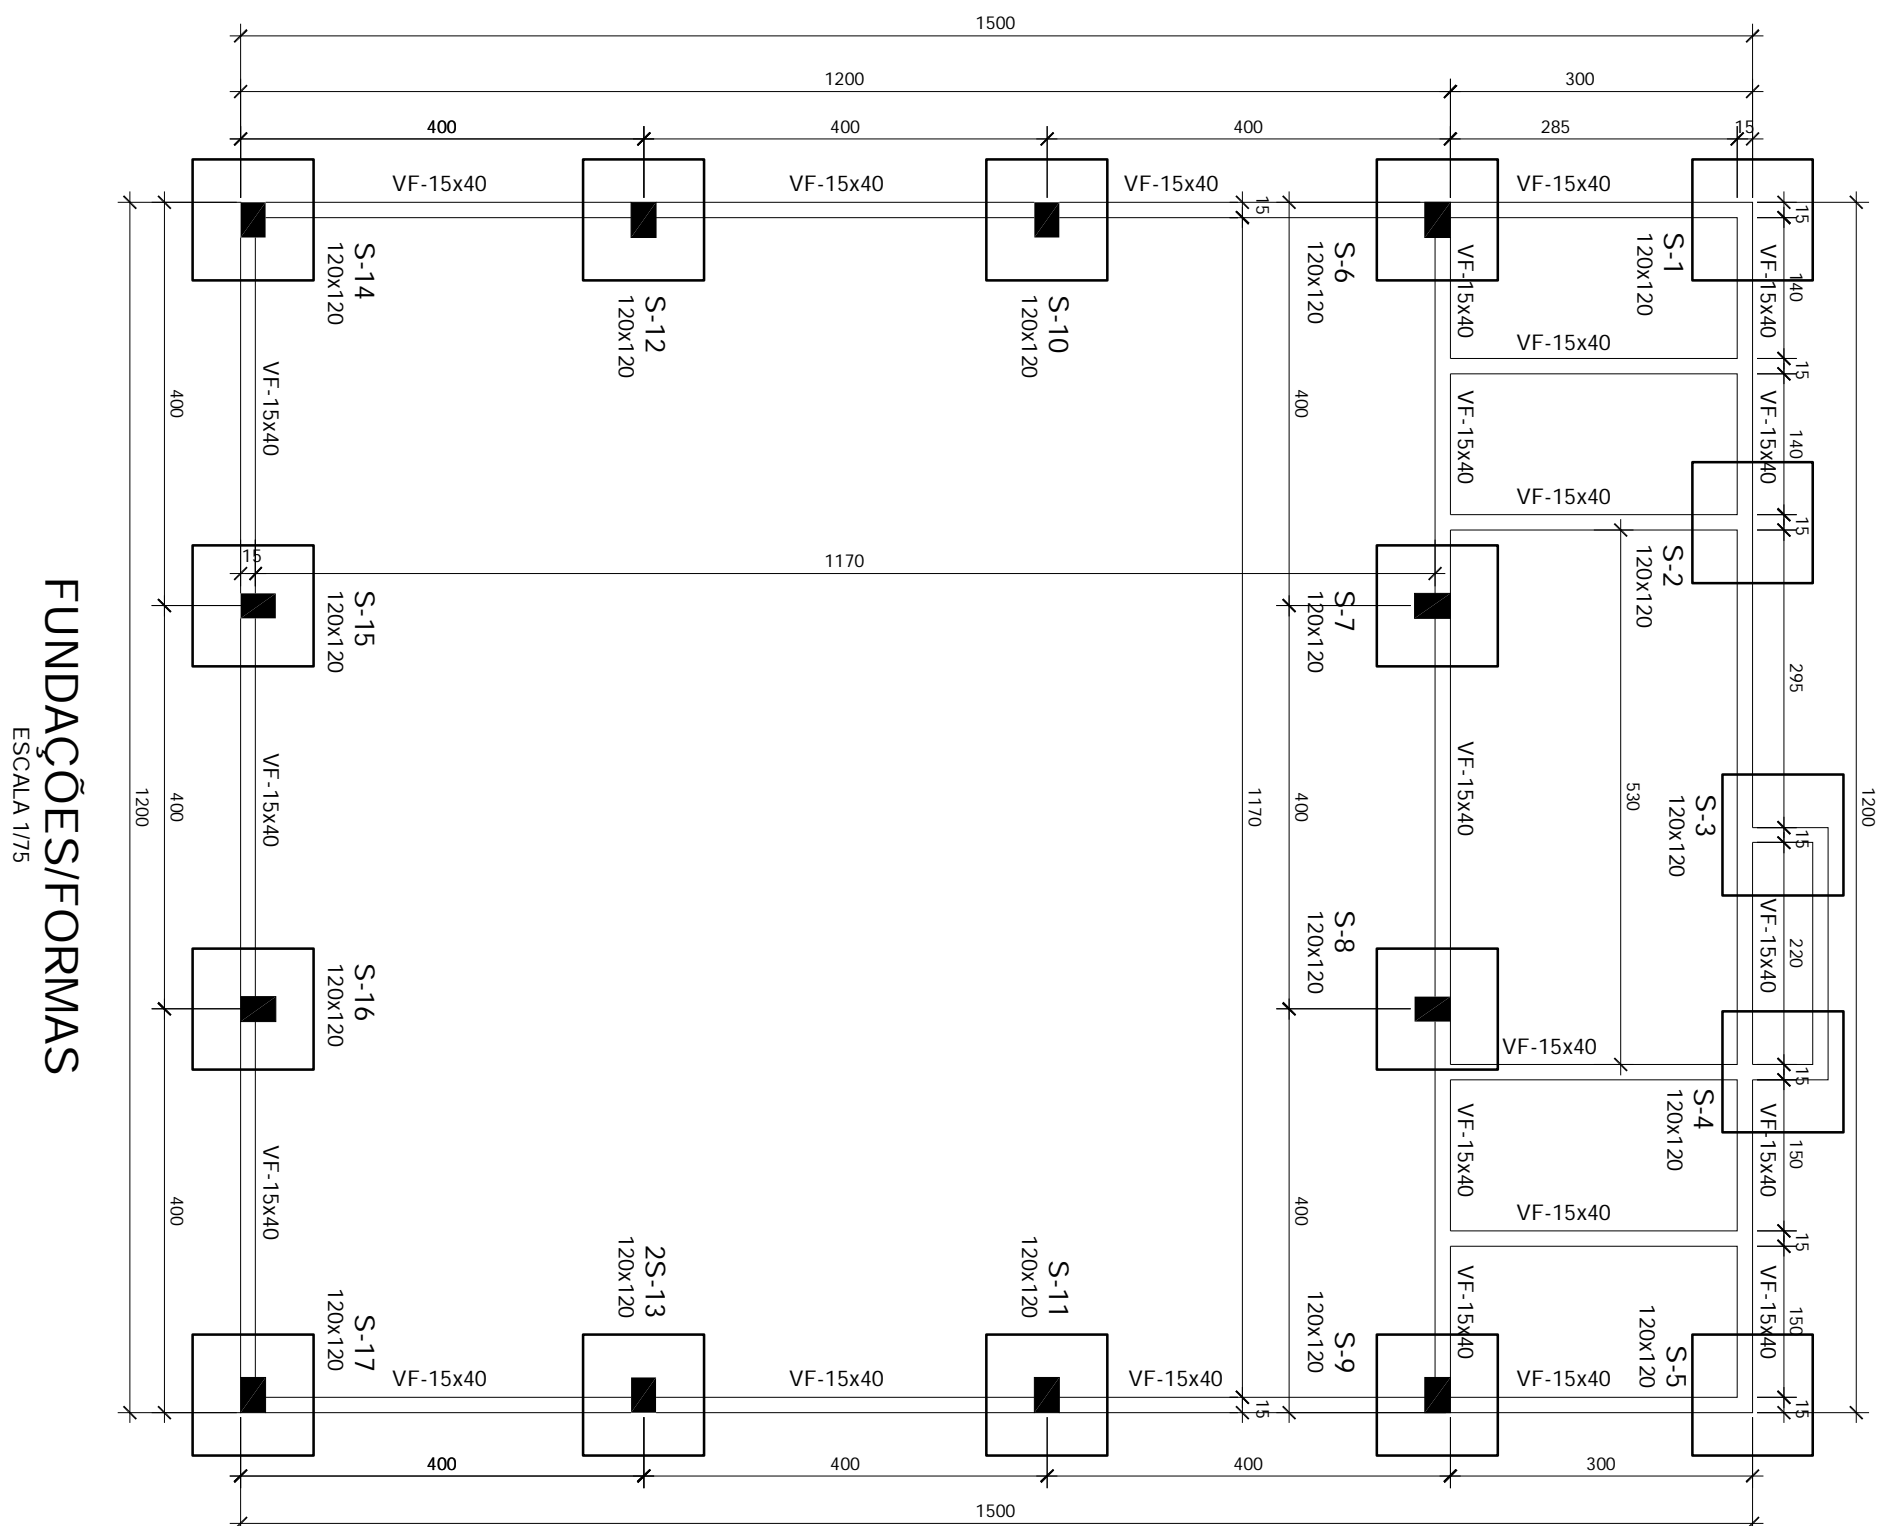 1500
1200
300
400
400
400
285
15
VF-15x40
VF-15x40
VF-15x40
VF-15x40
15
15
S-14
120x120
S-12
120x120
S-10
120x120
S-6
120x120
VF-15x40
S-1
120x120
VF-15x40
140
VF-15x40
15
400
VF-15x40
400
VF-15x40
VF-15x40
140
VF-15x40
15
15
1170
S-15
120x120
S-7
120x120
S-2
120x120
295
FUNDAÇÕES/FORMAS
ESCALA 1/75
1200
400
VF-15x40
1170
400
VF-15x40
530
S-3
120x120
15
1200
VF-15x40
220
S-16
120x120
S-8
120x120
VF-15x40
15
S-4
120x120
400
VF-15x40
400
VF-15x40
VF-15x40
150
VF-15x40
15
S-17
120x120
2S-13
120x120
S-11
120x120
S-9
120x120
VF-15x40
S-5
120x120
VF-15x40
150
VF-15x40
VF-15x40
VF-15x40
VF-15x40
15
15
400
400
400
300
1500